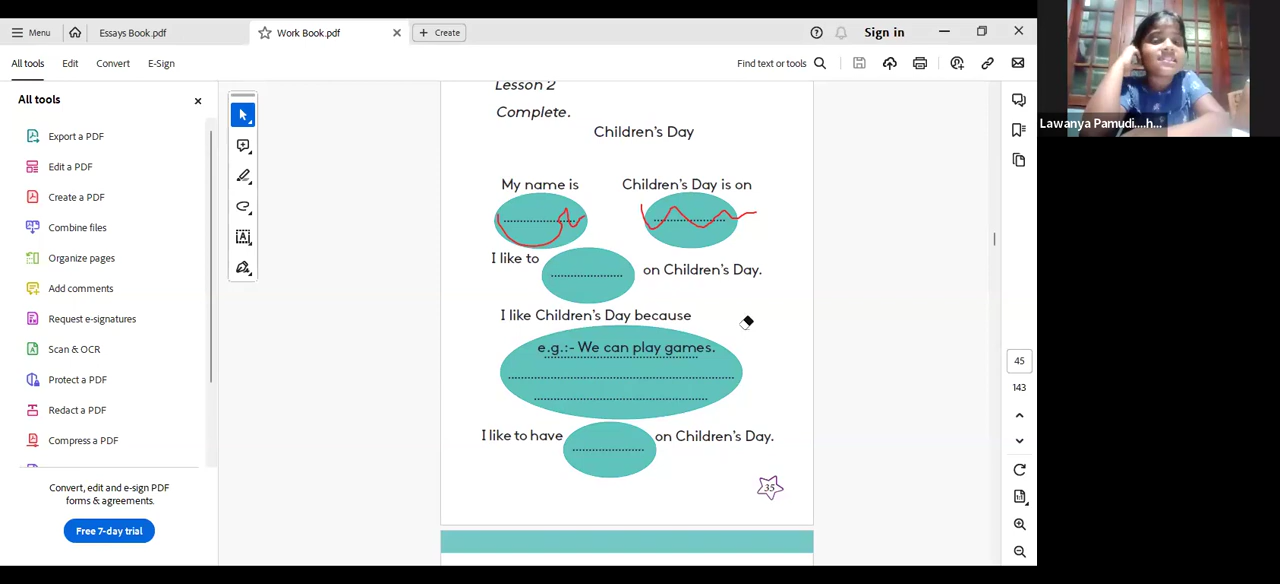 Menu
Essays Book.pdf
Work Book.pdf
Create
Sign in
All tools
Edit
Convert
E-Sign
Find text or tools
All tools
Export a PDF
Edit a PDF
Create a PDF
Combine files
Organize pages
Add comments
Request e-signatures
Scan & OCR
Protect a PDF
Redact a PDF
Compress a PDF
Convert, edit and e-sign PDF
forms & agreements.
Free 7-day trial
Lesson 2
Complete.
Children's Day
My name is
Children's Day is on
I like to
on Children's Day.
I like Children's Day because
e.g.:- We can play games.
I like to have
on Children's Day.
35
45
143
Lawanya Pamudi....h...